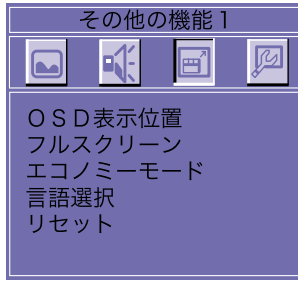 その他の機能１
ＯＳＤ表示位置
フルスクリーン
エコノミーモード
言語選択
リセット